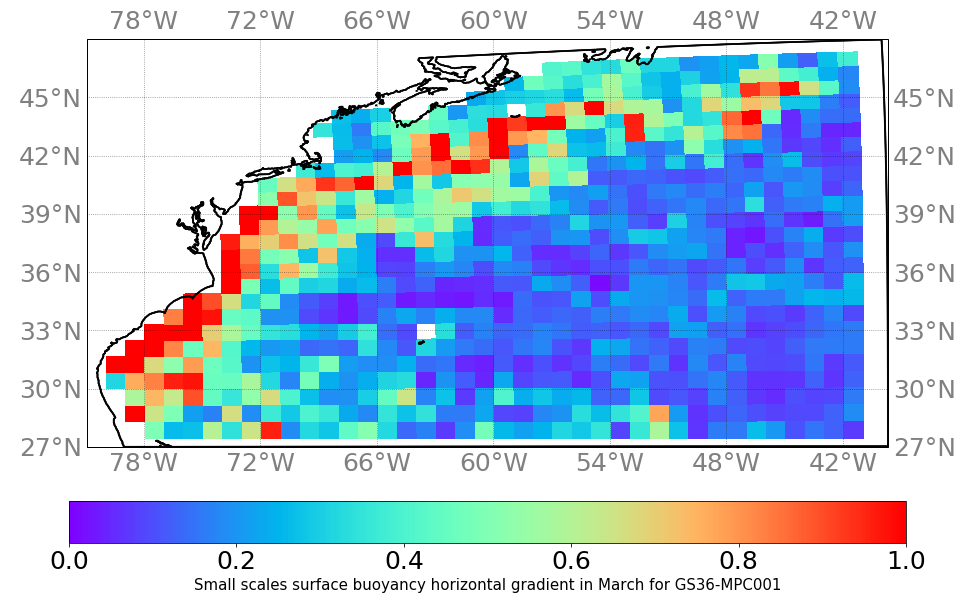 78°W 72°W 66°W 60°W 54°W 48°W 42°W
45°N 45°N
42°N 42°N
39°N 39°N
36°N 36°N
33°N 33°N
30°N 30°N
27°N 27°N
78°W 72°W 66°W 60°W 54°W 48°W 42°W
0.0 0.2 0.4 0.6 0.8 1.0
Small scales surface buoyancy horizontal gradient in March for GS36-MPC001